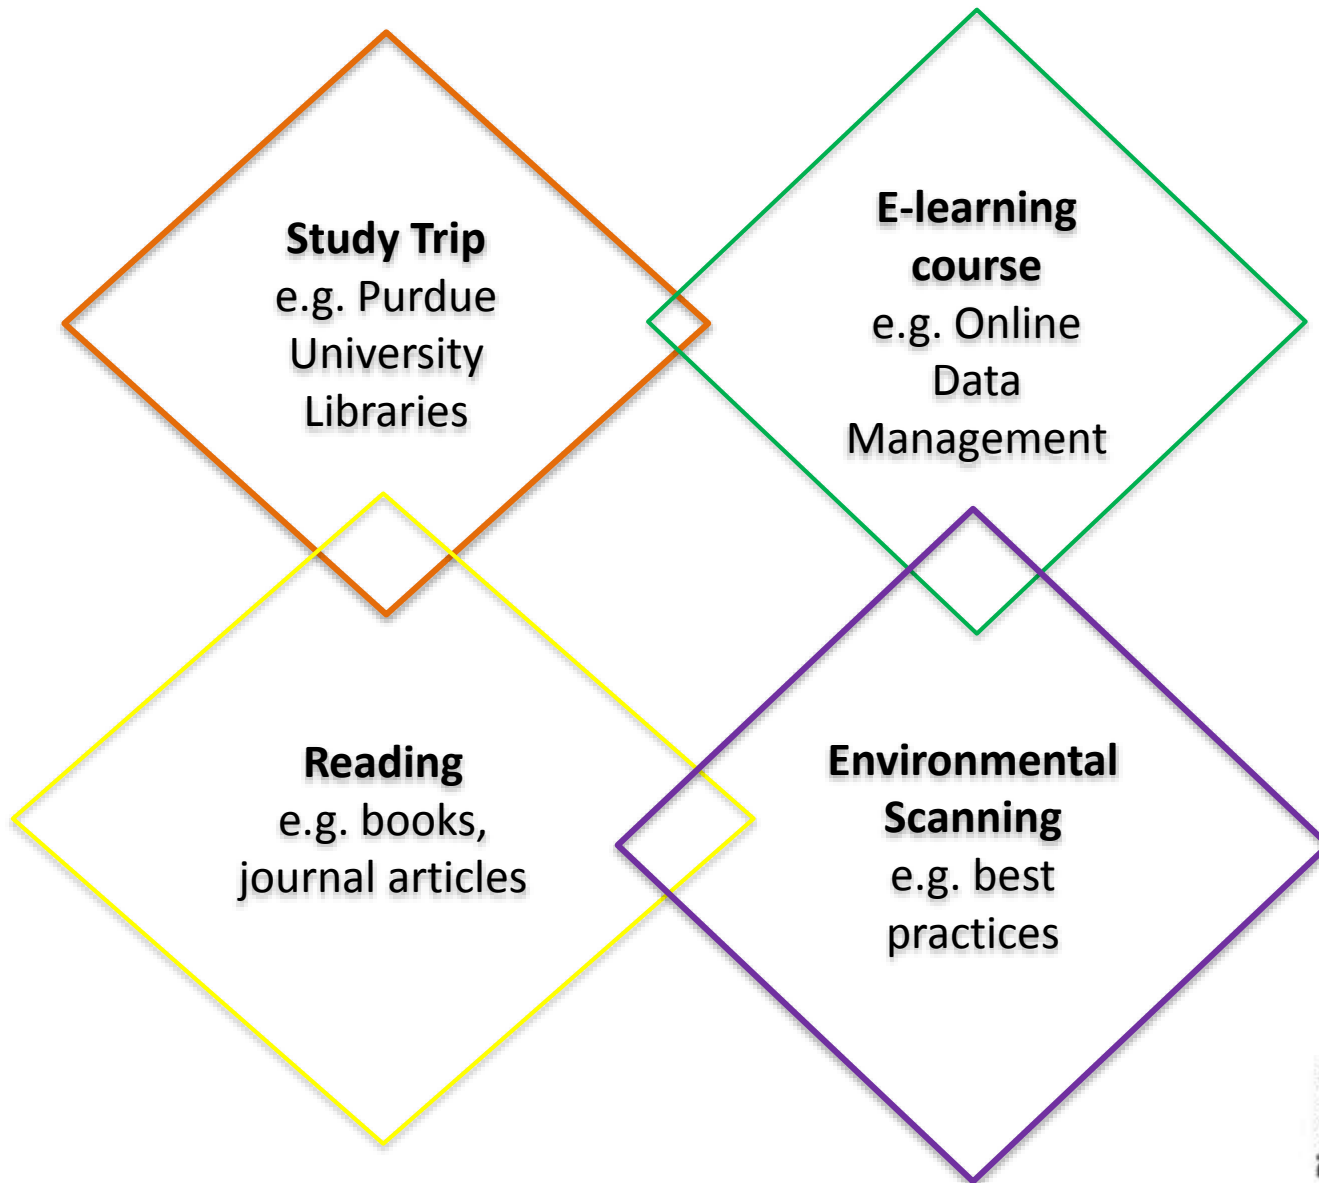 Study Trip
e.g. Purdue
University
Libraries
E-learning
course
e.g. Online
Data
Management
Reading
e.g. books,
journal articles
Environmental
Scanning
e.g. best
practices